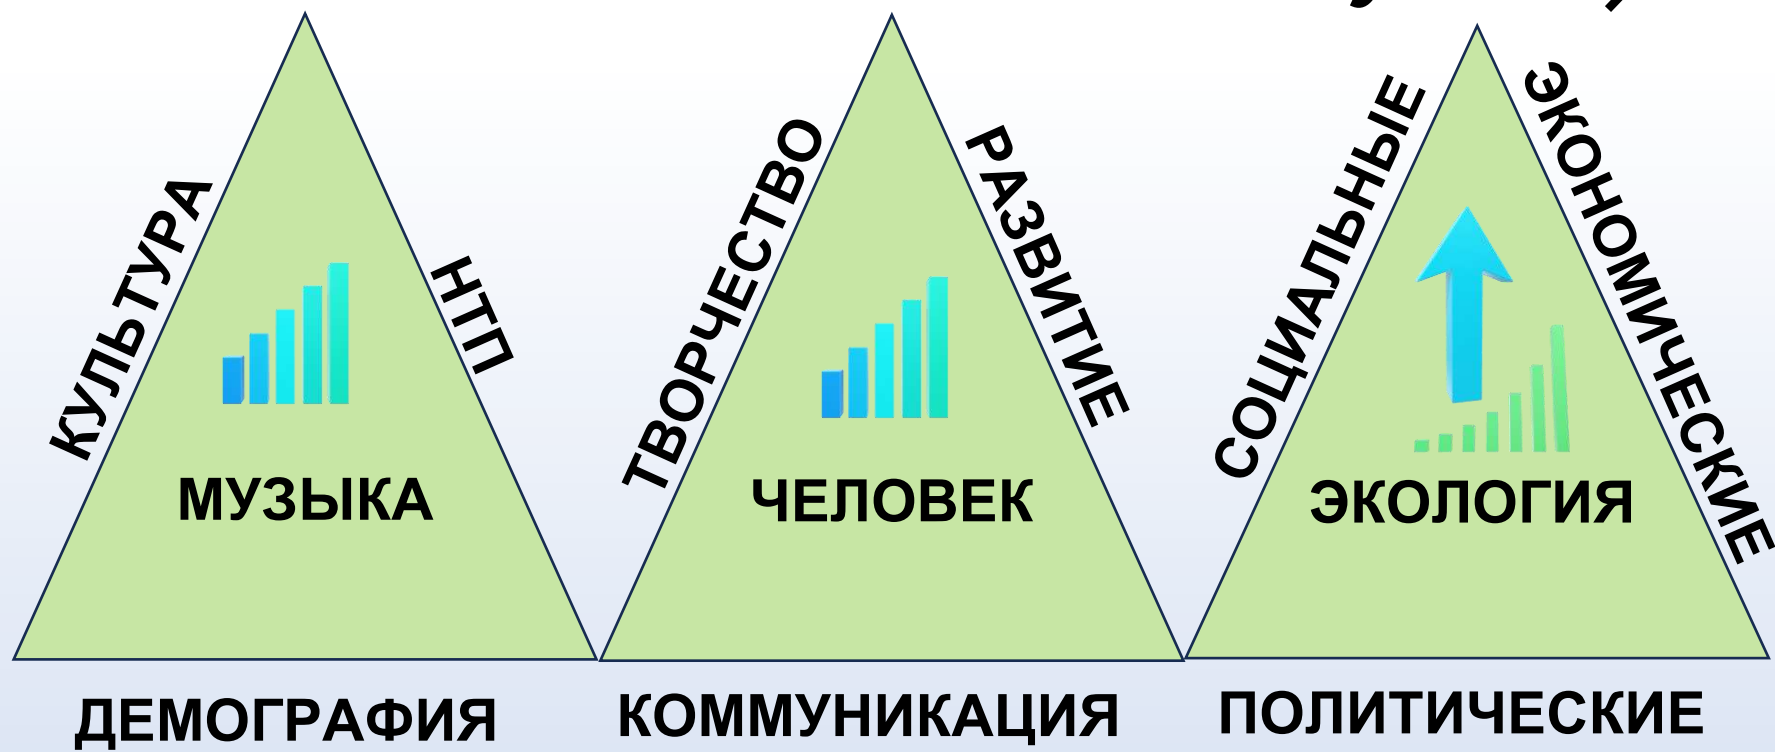 КУЛЬТУРА
НТП
МУЗЫКА
ДЕМОГРАФИЯ
ТВОРЧЕСТВО
РАЗВИТИЕ
ЧЕЛОВЕК
КОММУНИКАЦИЯ
СОЦИАЛЬНЫЕ
ЭКОНОМИЧЕСКИЕ
ЭКОЛОГИЯ
ПОЛИТИЧЕСКИЕ